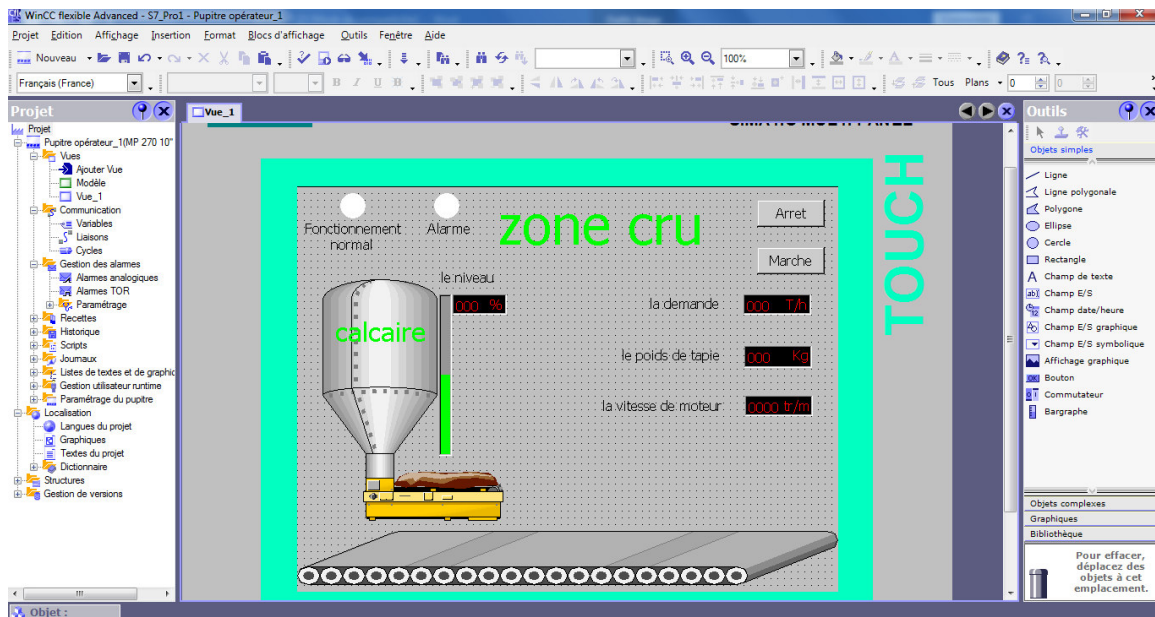 WinCC flexible Advanced - S7_Pro1 - Pupitre opérateur_1
Projet Edition Affichage Insertion Format Blocs d'affichage Outils Fenêtre Aide
Nouveau 100%
Français (France) B I U B Tous Plans 0 0
Projet
Projet
Pupitre opérateur_1(MP 270 10"
Vues
Ajouter Vue
Modèle
Vue_1
Communication
Variables
Liaisons
Cycles
Gestion des alarmes
Alarmes analogiques
Alarmes TOR
Paramétrage
Recettes
Historique
Scripts
Journaux
Listes de textes et de graphic
Gestion utilisateur runtime
Paramétrage du pupitre
Localisation
Langues du projet
Graphiques
Textes du projet
Dictionnaire
Structures
Gestion de versions
Objet :
Vue_1
SIMATIC MULTI PANEL
TOUCH
Fonctionnement
normal
Alarme
zone cru
Arret
Marche
le niveau
000 %
calcaire
la demande
000 T/h
le poids de tapie
000 Kg
la vitesse de moteur
0000 tr/m
Outils
Objets simples
Ligne
Ligne polygonale
Polygone
Ellipse
Cercle
Rectangle
Champ de texte
Champ E/S
Champ date/heure
Champ E/S graphique
Champ E/S symbolique
Affichage graphique
Bouton
Commutateur
Bargraphe
Objets complexes
Graphiques
Bibliothèque
Pour effacer,
déplacez des
objets à cet
emplacement.